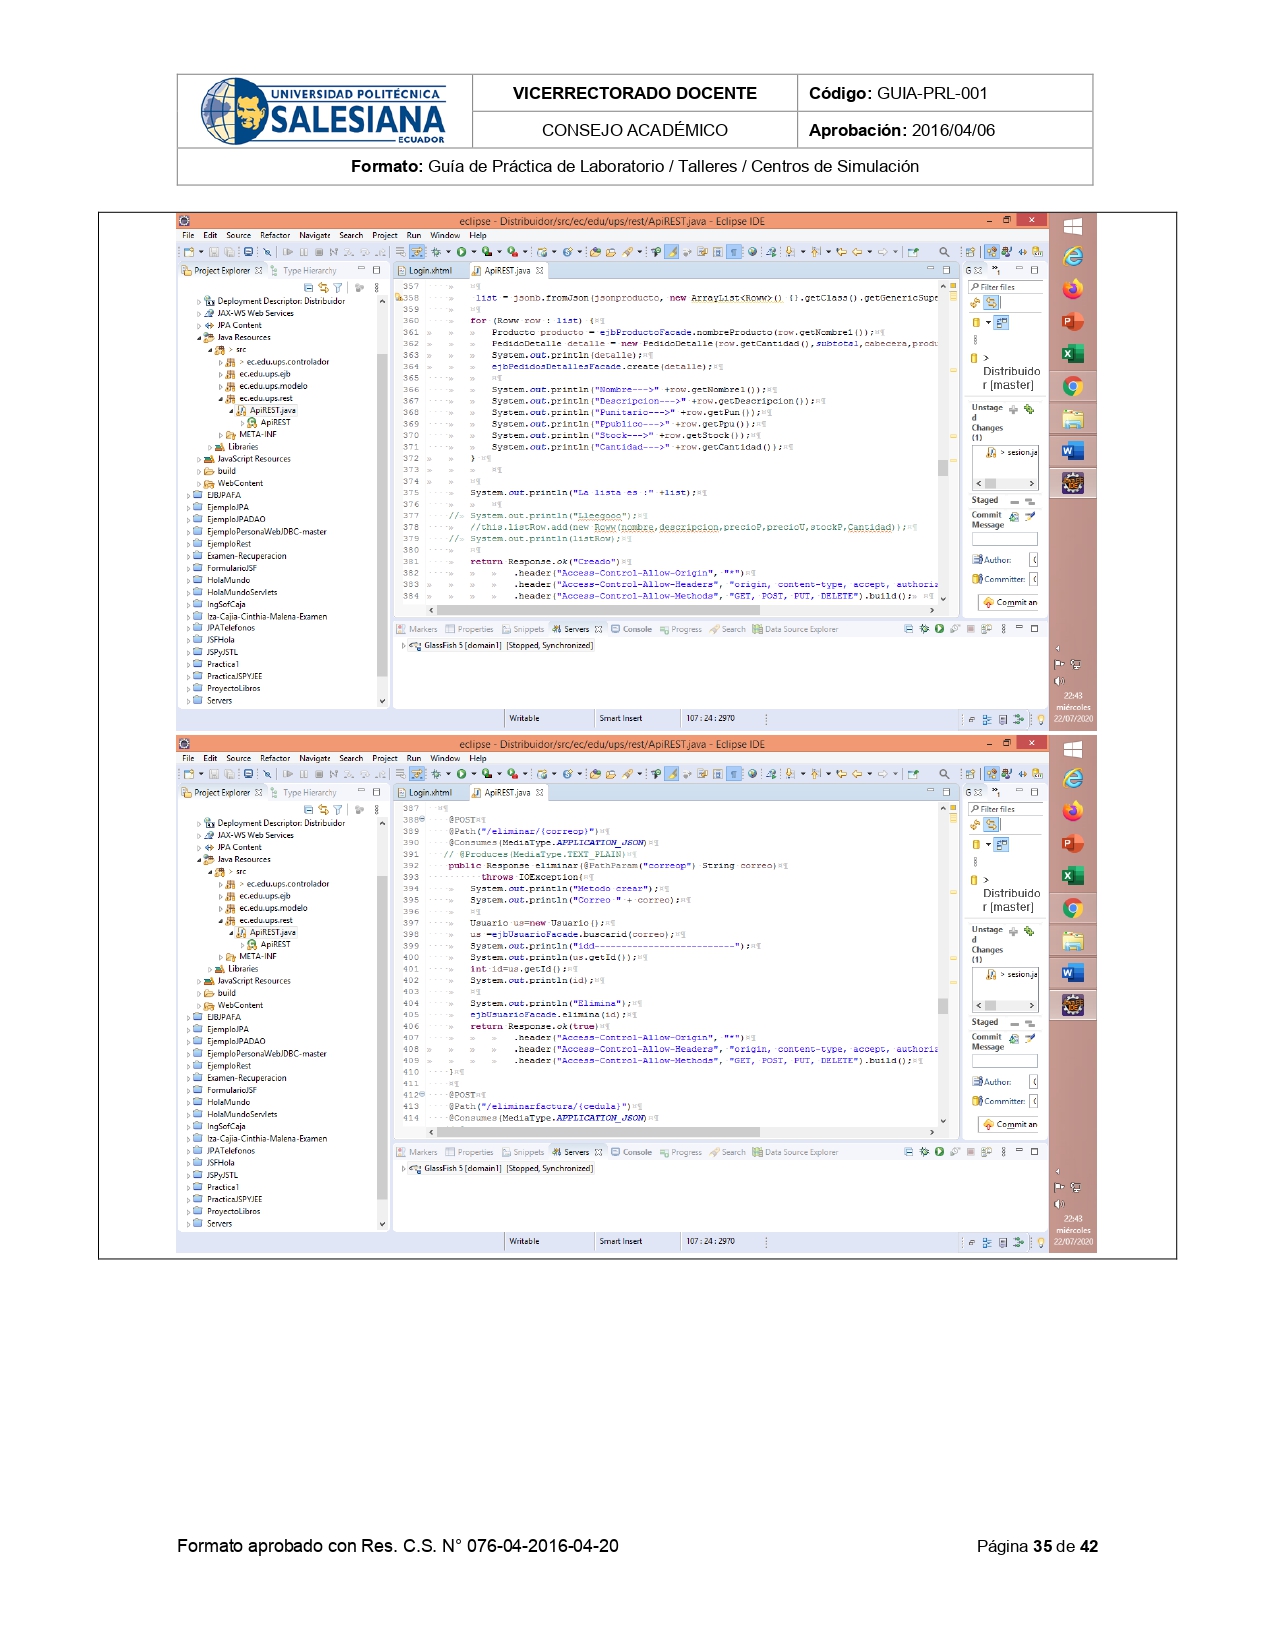 UNIVERSIDAD POLITÉCNICA
SALESIANA
ECUADOR
VICERRECTORADO DOCENTE
Código: GUIA-PRL-001
CONSEJO ACADÉMICO
Aprobación: 2016/04/06
Formato: Guía de Práctica de Laboratorio / Talleres / Centros de Simulación
eclipse - Distribuidor/src/ec/edu/ups/rest/ApiREST.java - Eclipse IDE
File Edit Source Refactor Navigate Search Project Run Window Help
Project Explorer Type Hierarchy
Login.xhtml ApiREST.java
Filter files
Deployment Descriptor: Distribuidor
JAX-WS Web Services
JPA Content
Java Resources
> src
> ec.edu.ups.controlador
ec.edu.ups.ejb
ec.edu.ups.modelo
ec.edu.ups.rest
ApiREST.java
ApiREST
META-INF
Libraries
JavaScript Resources
build
WebContent
EJBJPAFA
EjemploJPA
EjemploJPADAO
EjemploPersonaWebJDBC-master
EjemploRest
Examen-Recuperacion
FormularioJSF
HolaMundo
HolaMundoServlets
IngSofCaja
Iza-Cajia-Cinthia-Malena-Examen
JPATelefonos
JSFHola
JSPyJSTL
Practica1
PracticaJSPYJEE
ProyectoLibros
Servers
357
358 list = jsonb.fromJson(jsonproducto, new ArrayList<Roww>() {}.getClass().getGenericSupe
359
360 for (Roww row : list) {
361 Producto producto = ejbProductoFacade.nombreProducto(row.getNombre1());
362 PedidoDetalle detalle = new PedidoDetalle(row.getCantidad(),subtotal,cabecera,produ
363 System.out.println(detalle);
364 ejbPedidosDetallesFacade.create(detalle);
365
366 System.out.println("Nombre--->" +row.getNombre1());
367 System.out.println("Descripcion--->" +row.getDescripcion());
368 System.out.println("Punitario--->" +row.getPun());
369 System.out.println("Ppublico--->" +row.getPpu());
370 System.out.println("Stock--->" +row.getStock());
371 System.out.println("Cantidad--->" +row.getCantidad());
372 }
373
374
375 System.out.println("La lista es :" +list);
376
377 // System.out.println("Lleegooo");
378 //this.listRow.add(new Roww(nombre,descripcion,precioP,precioU,stockP,Cantidad));
379 // System.out.println(listRow);
380
381 return Response.ok("Creado")
382 .header("Access-Control-Allow-Origin", "*")
383 .header("Access-Control-Allow-Headers", "origin, content-type, accept, authoriz
384 .header("Access-Control-Allow-Methods", "GET, POST, PUT, DELETE").build();
>
Distribuido
r [master]
Unstage
d
Changes
(1)
> sesion.ja
Staged
Commit
Message
Author:
Committer:
Commit an
Markers Properties Snippets Servers Console Progress Search Data Source Explorer
GlassFish 5 [domain1] [Stopped, Synchronized]
Writable Smart Insert 107 : 24 : 2970
22:43
miércoles
22/07/2020
eclipse - Distribuidor/src/ec/edu/ups/rest/ApiREST.java - Eclipse IDE
File Edit Source Refactor Navigate Search Project Run Window Help
Project Explorer Type Hierarchy
Login.xhtml ApiREST.java
Filter files
Deployment Descriptor: Distribuidor
JAX-WS Web Services
JPA Content
Java Resources
> src
> ec.edu.ups.controlador
ec.edu.ups.ejb
ec.edu.ups.modelo
ec.edu.ups.rest
ApiREST.java
ApiREST
META-INF
Libraries
JavaScript Resources
build
WebContent
EJBJPAFA
EjemploJPA
EjemploJPADAO
EjemploPersonaWebJDBC-master
EjemploRest
Examen-Recuperacion
FormularioJSF
HolaMundo
HolaMundoServlets
IngSofCaja
Iza-Cajia-Cinthia-Malena-Examen
JPATelefonos
JSFHola
JSPyJSTL
Practica1
PracticaJSPYJEE
ProyectoLibros
Servers
387
388 @POST
389 @Path("/eliminar/{correop}")
390 @Consumes(MediaType.APPLICATION_JSON)
391 // @Produces(MediaType.TEXT_PLAIN)
392 public Response eliminar(@PathParam("correop") String correo)
393 throws IOException{
394 System.out.println("Metodo crear");
395 System.out.println("Correo " + correo);
396
397 Usuario us=new Usuario();
398 us =ejbUsuarioFacade.buscarid(correo);
399 System.out.println("idd--------------------------");
400 System.out.println(us.getId());
401 int id=us.getId();
402 System.out.println(id);
403
404 System.out.println("Elimina");
405 ejbUsuarioFacade.elimina(id);
406 return Response.ok(true)
407 .header("Access-Control-Allow-Origin", "*")
408 .header("Access-Control-Allow-Headers", "origin, content-type, accept, authoriz
409 .header("Access-Control-Allow-Methods", "GET, POST, PUT, DELETE").build();
410 }
411
412 @POST
413 @Path("/eliminarfactura/{cedula}")
414 @Consumes(MediaType.APPLICATION_JSON)
>
Distribuido
r [master]
Unstage
d
Changes
(1)
> sesion.ja
Staged
Commit
Message
Author:
Committer:
Commit an
Markers Properties Snippets Servers Console Progress Search Data Source Explorer
GlassFish 5 [domain1] [Stopped, Synchronized]
Writable Smart Insert 107 : 24 : 2970
22:43
miércoles
22/07/2020
Formato aprobado con Res. C.S. N° 076-04-2016-04-20
Página 35 de 42